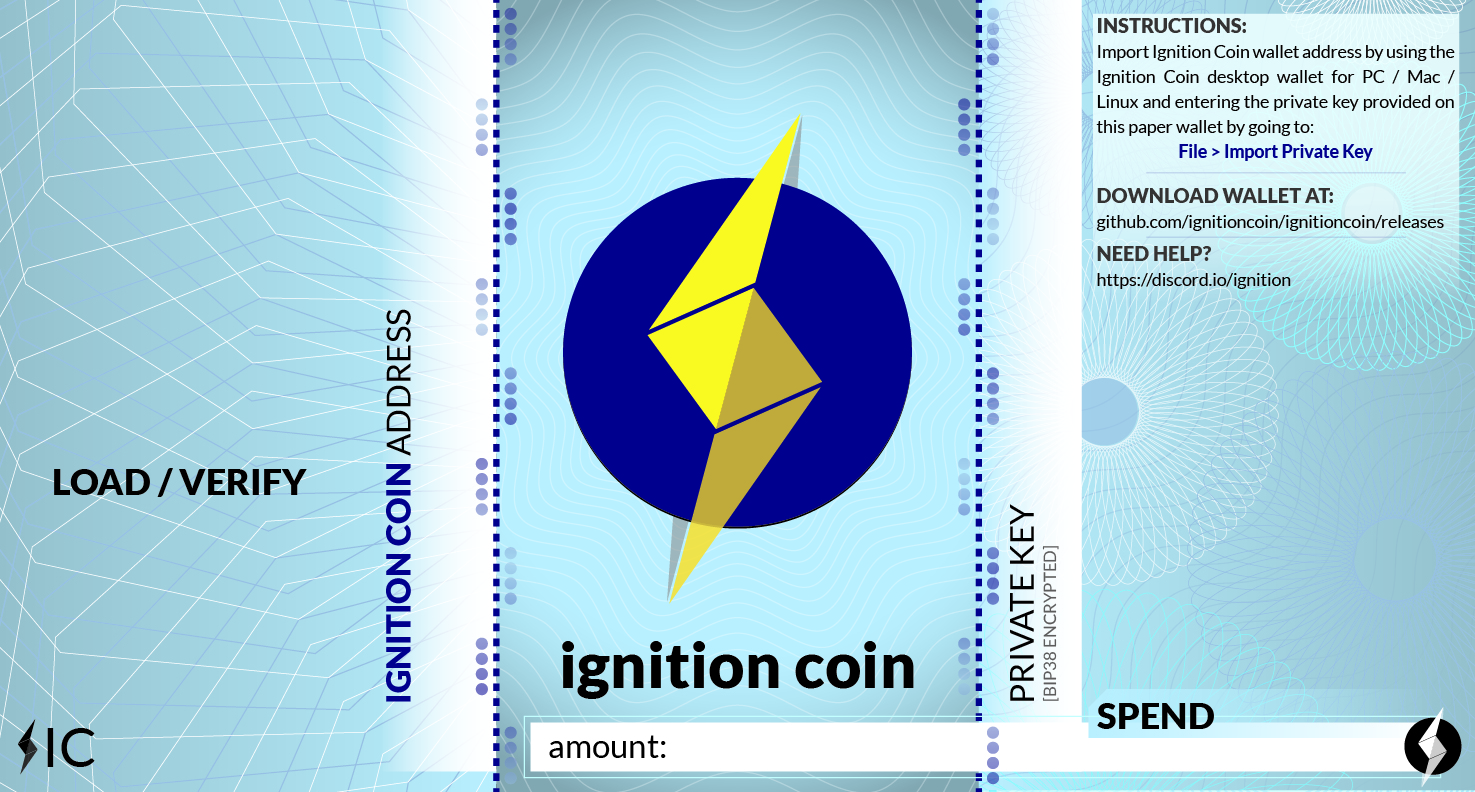 LOAD / VERIFY
IC
IGNITION COIN ADDRESS
ignition coin
amount:
PRIVATE KEY
[BIP38 ENCRYPTED]
INSTRUCTIONS:
Import Ignition Coin wallet address by using the
Ignition Coin desktop wallet for PC / Mac /
Linux and entering the private key provided on
this paper wallet by going to:
File > Import Private Key
DOWNLOAD WALLET AT:
github.com/ignitioncoin/ignitioncoin/releases
NEED HELP?
https://discord.io/ignition
SPEND